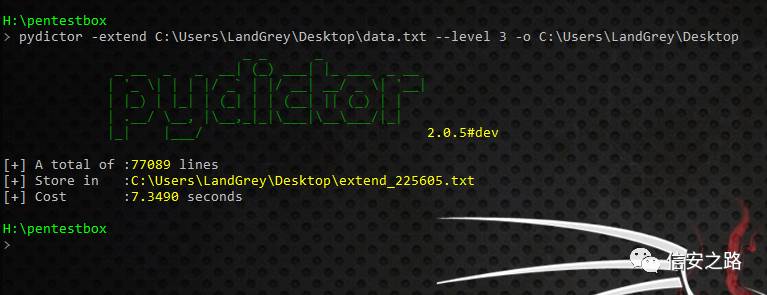 H:\pentestbox
> pydictor -extend C:\Users\LandGrey\Desktop\data.txt --level 3 -o C:\Users\LandGrey\Desktop
pydictor
2.0.5#dev
[+] A total of :77089 lines
[+] Store in :C:\Users\LandGrey\Desktop\extend_225605.txt
[+] Cost :7.3490 seconds
H:\pentestbox
>
信安之路